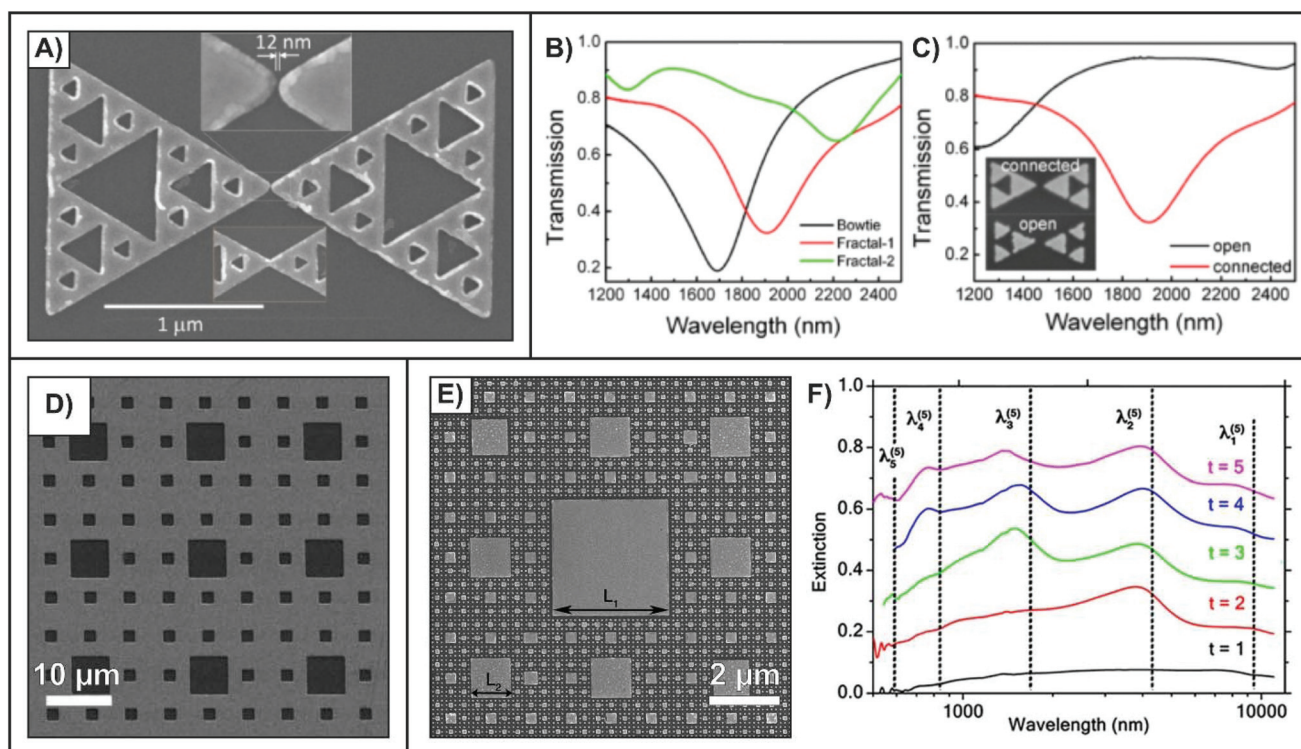 A)
12 nm
1 μm
B)
Transmission
1.0
0.8
0.6
0.4
0.2
Bowtie
Fractal-1
Fractal-2
1200 1400 1600 1800 2000 2200 2400
Wavelength (nm)
C)
Transmission
1.0
0.8
0.6
0.4
0.2
connected
open
open
connected
1200 1400 1600 1800 2000 2200 2400
Wavelength (nm)
D)
10 μm
E)
L₁
L₂
2 μm
F)
Extinction
1.0
0.8
0.6
0.4
0.2
0.0
λ₅⁽⁵⁾
λ₄⁽⁵⁾
λ₃⁽⁵⁾
λ₂⁽⁵⁾
λ₁⁽⁵⁾
t = 5
t = 4
t = 3
t = 2
t = 1
1000 10000
Wavelength (nm)